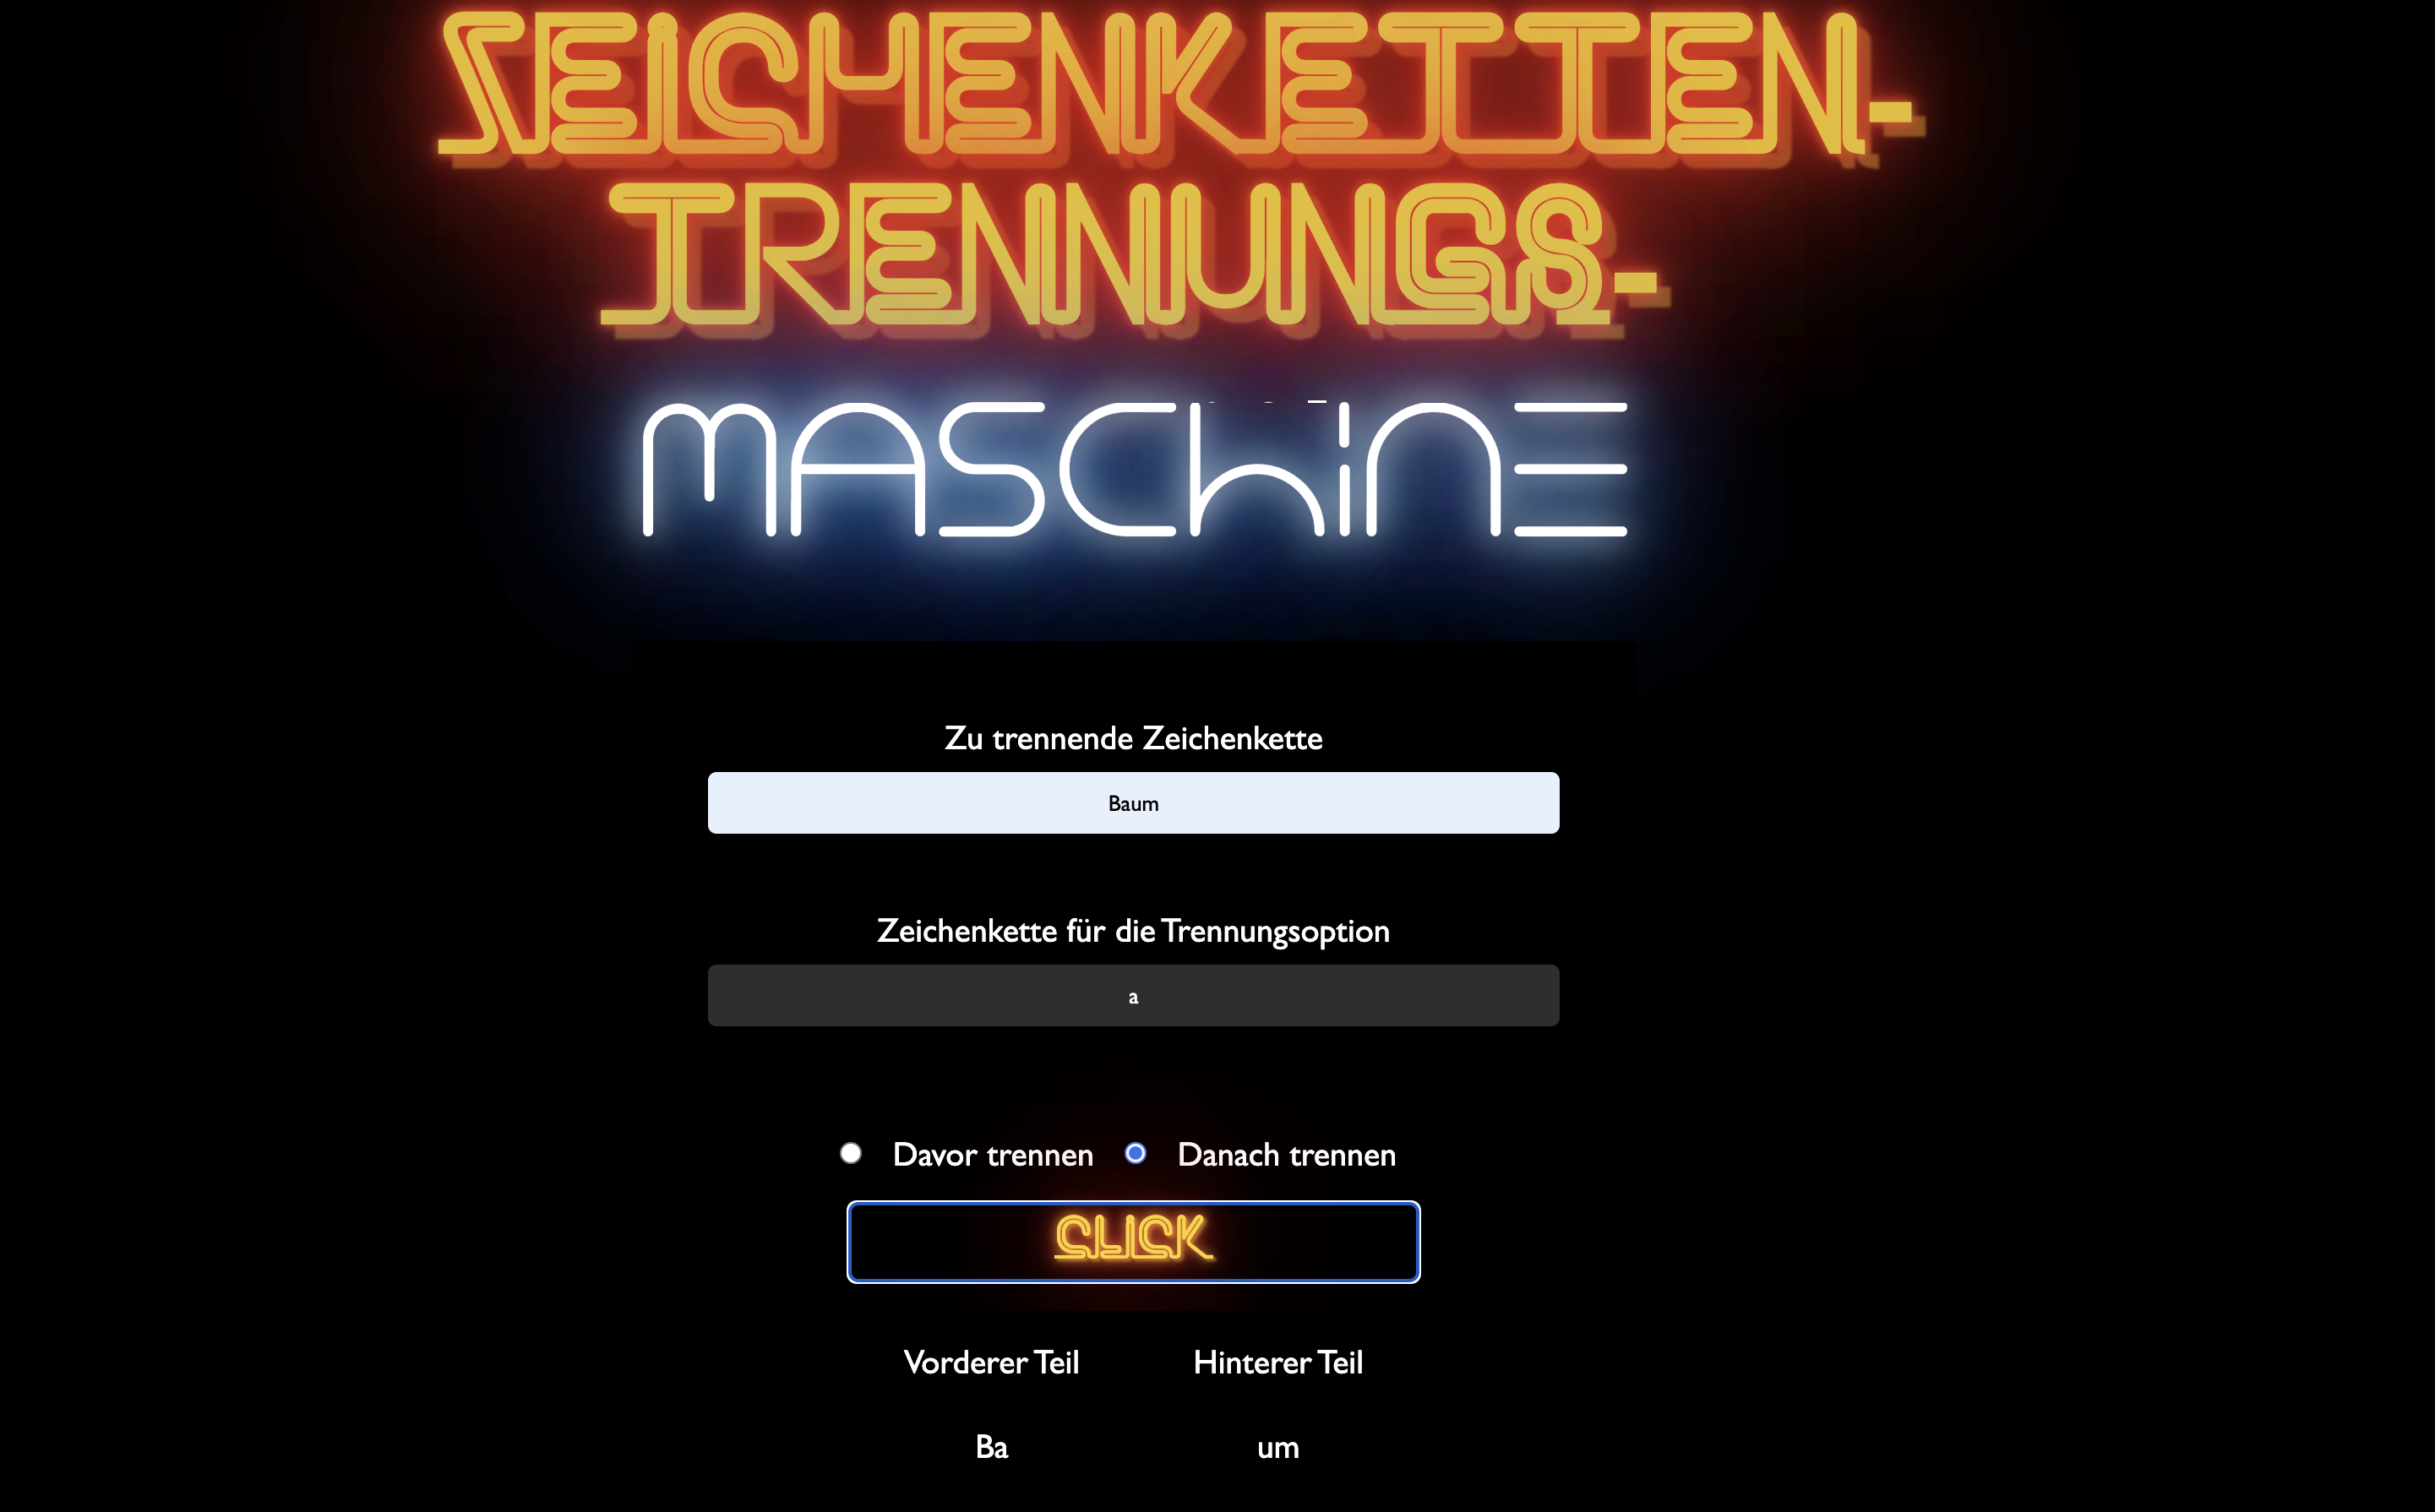 ZEICHENKETTEN-
TRENNUNGS-
MASChiNE
Zu trennende Zeichenkette
Baum
Zeichenkette für die Trennungsoption
a
Davor trennen Danach trennen
CLICK
Vorderer Teil Hinterer Teil
Ba um